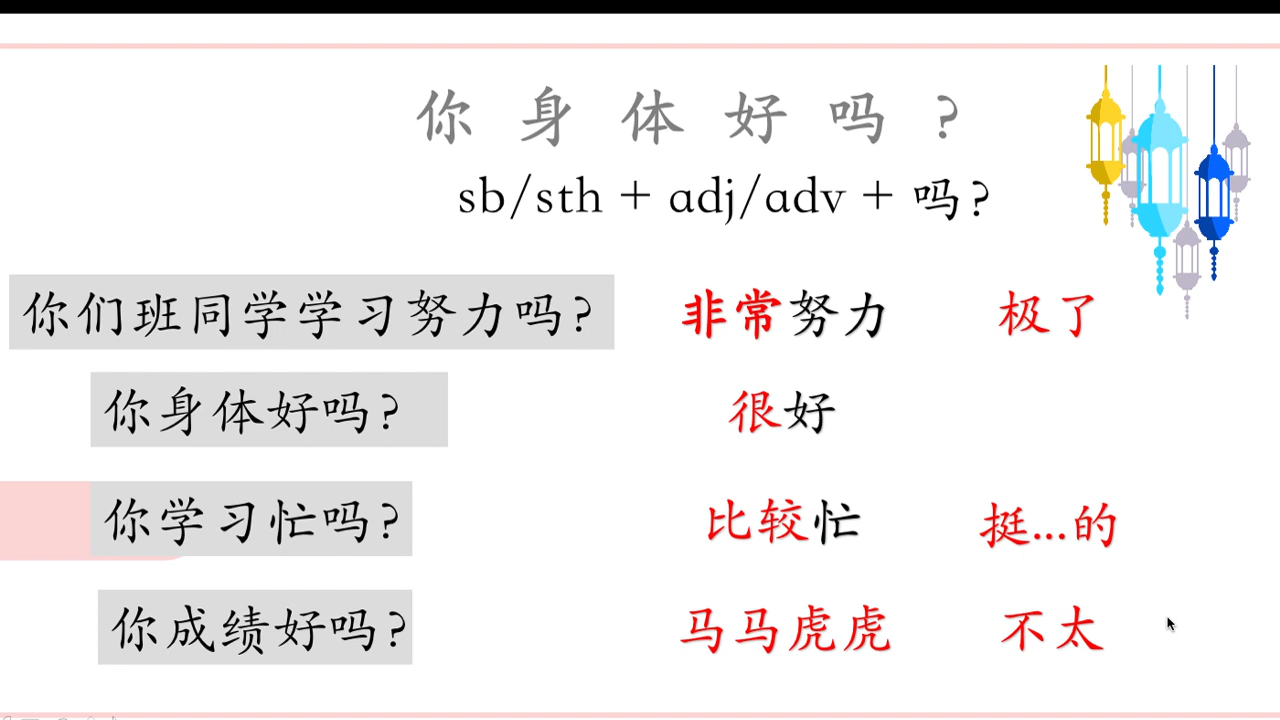 你身体好吗？
sb/sth + adj/adv + 吗?
你们班同学学习努力吗? 非常努力 极了
你身体好吗? 很好
你学习忙吗? 比较忙 挺...的
你成绩好吗? 马马虎虎 不太